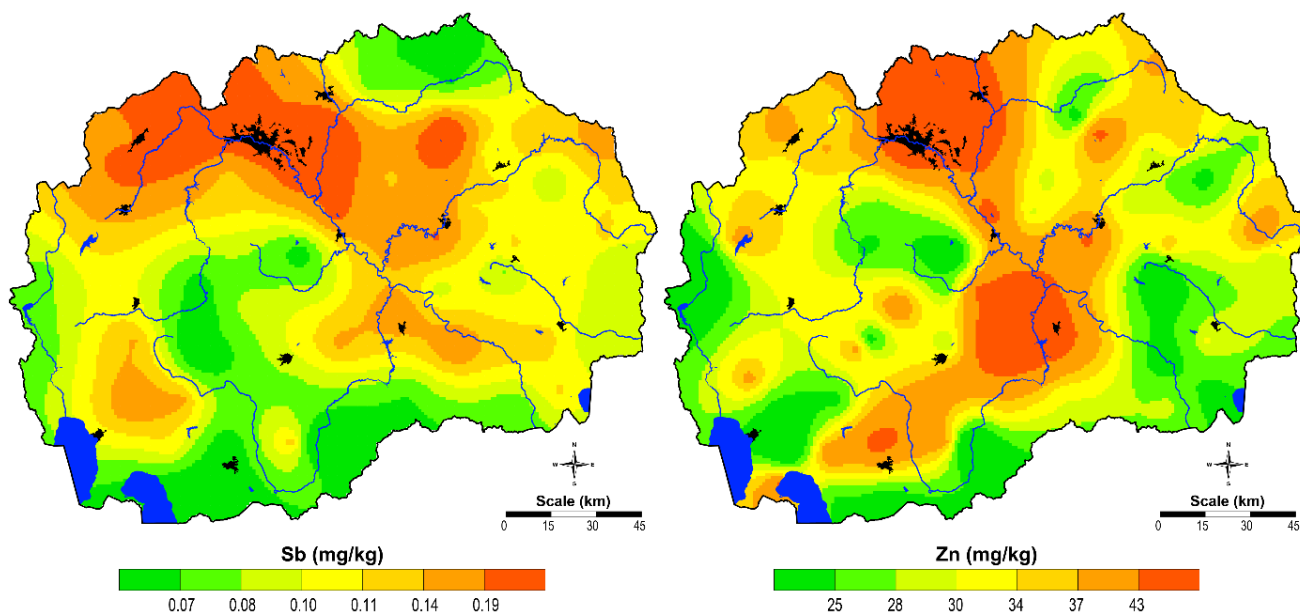 N
W E
S
Scale (km)
0 15 30 45
Sb (mg/kg)
0.07 0.08 0.10 0.11 0.14 0.19
N
W E
S
Scale (km)
0 15 30 45
Zn (mg/kg)
25 28 30 34 37 43